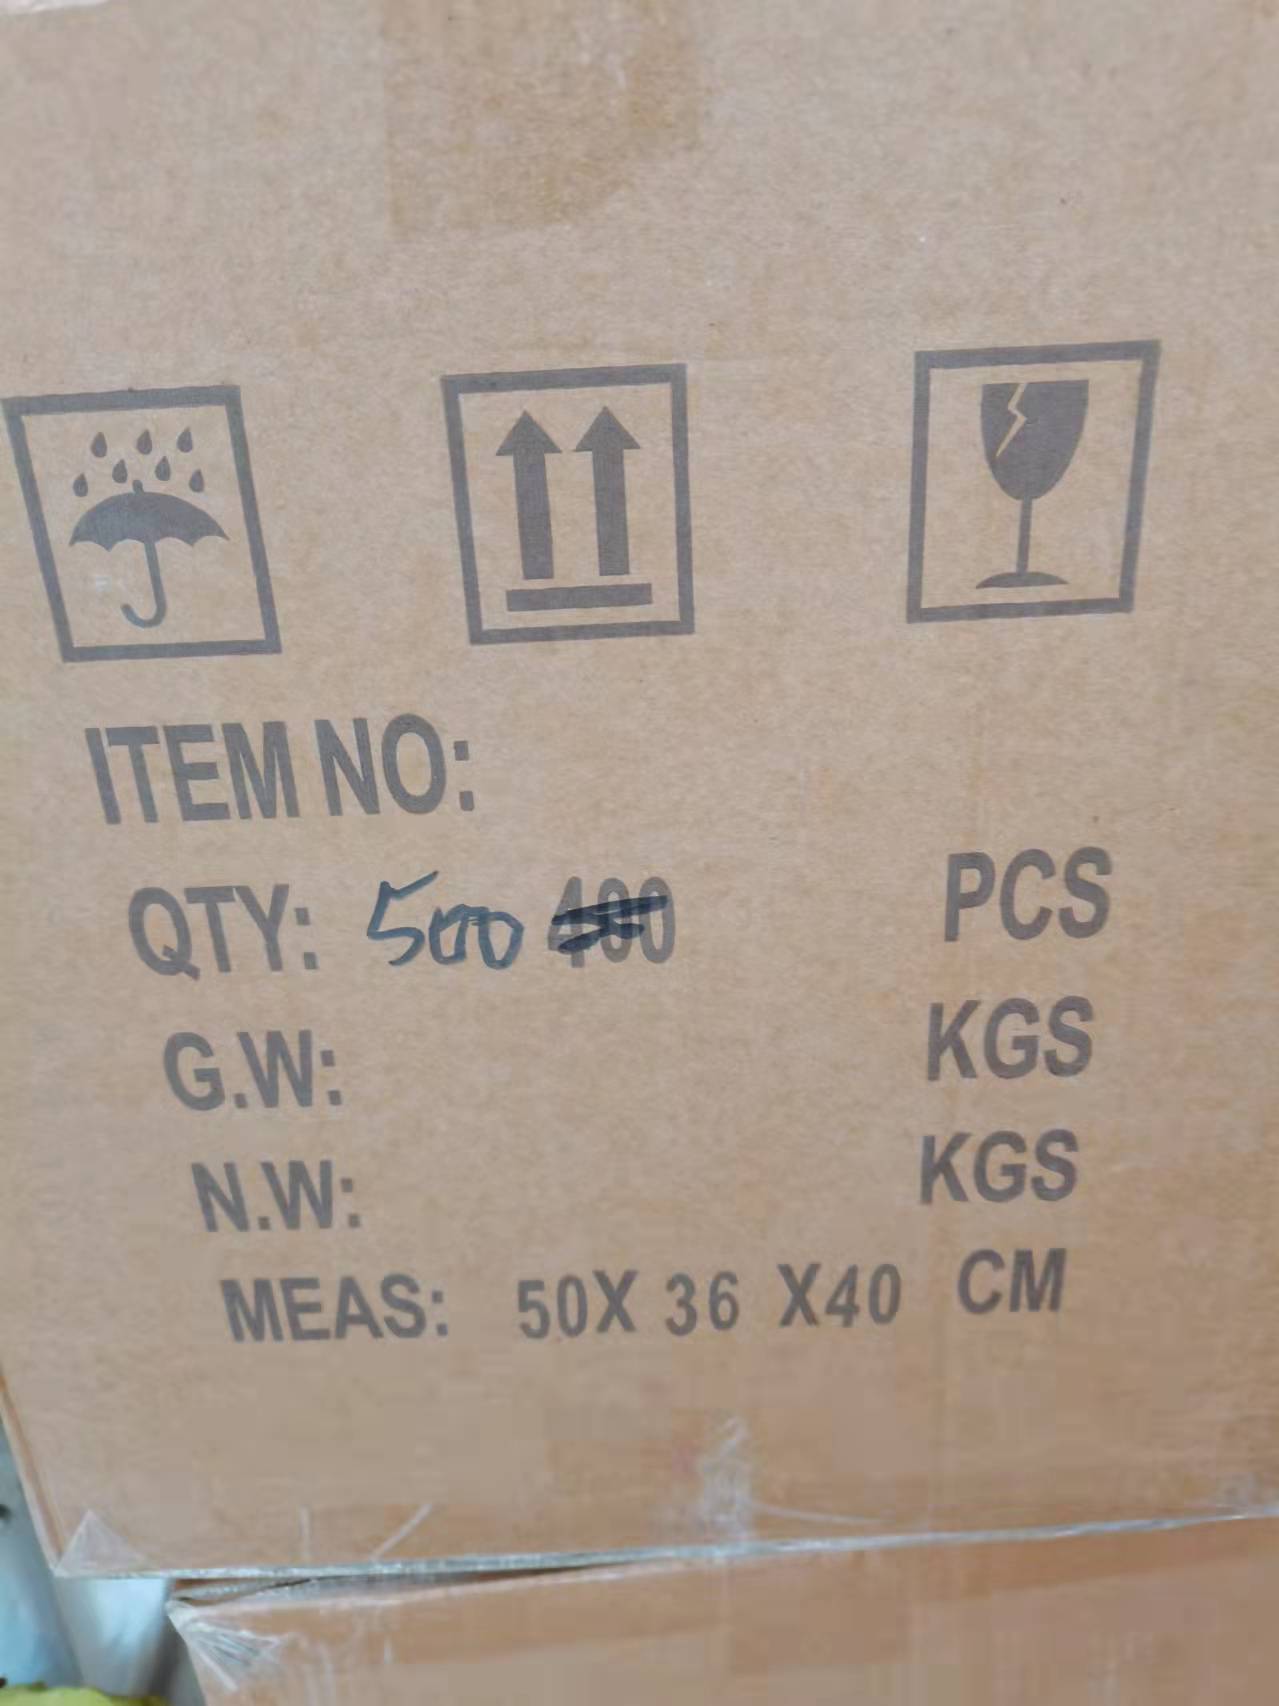 ITEM NO:
QTY: 500 400 PCS
G.W: KGS
N.W: KGS
MEAS: 50X 36 X40 CM